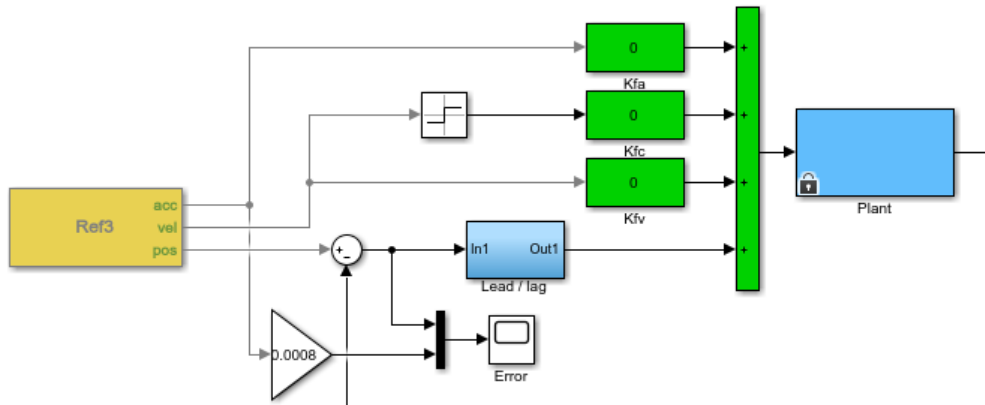 0
Kfa
0
Kfc
0
Kfv
Plant
Ref3
acc
vel
pos
+
-
In1
Out1
Lead / lag
+
+
+
+
0.0008
Error